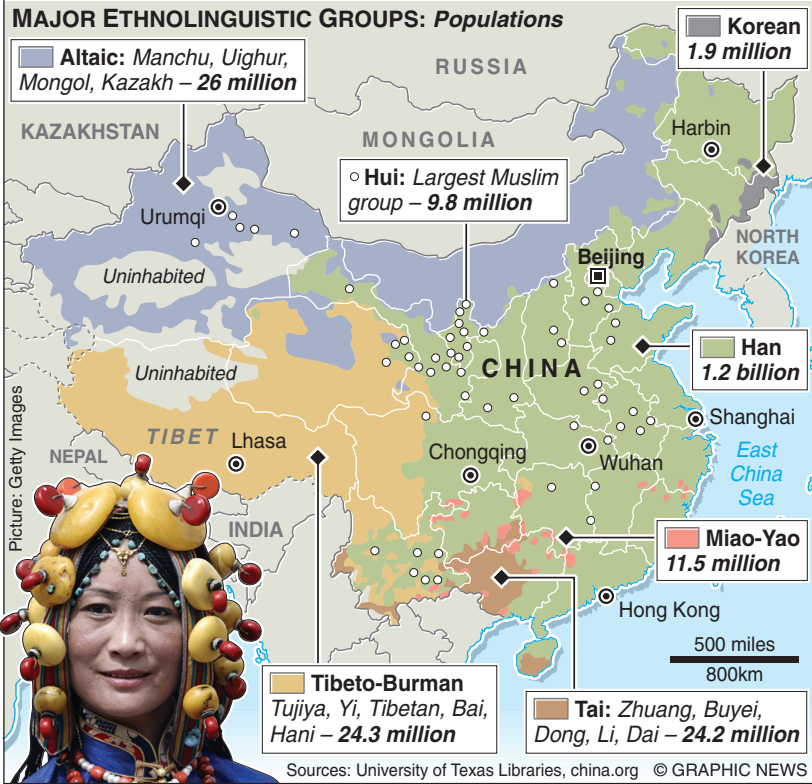 MAJOR ETHNOLINGUISTIC GROUPS: Populations
Altaic: Manchu, Uighur,
Mongol, Kazakh – 26 million
Korean
1.9 million
RUSSIA
KAZAKHSTAN
MONGOLIA
Harbin
Hui: Largest Muslim
group – 9.8 million
Urumqi
NORTH
KOREA
Beijing
Uninhabited
Han
1.2 billion
CHINA
Uninhabited
Shanghai
TIBET
Lhasa
Chongqing
Wuhan
East
China
Sea
NEPAL
Picture: Getty Images
INDIA
Miao-Yao
11.5 million
Hong Kong
500 miles
800km
Tibeto-Burman
Tujiya, Yi, Tibetan, Bai,
Hani – 24.3 million
Tai: Zhuang, Buyei,
Dong, Li, Dai – 24.2 million
Sources: University of Texas Libraries, china.org © GRAPHIC NEWS